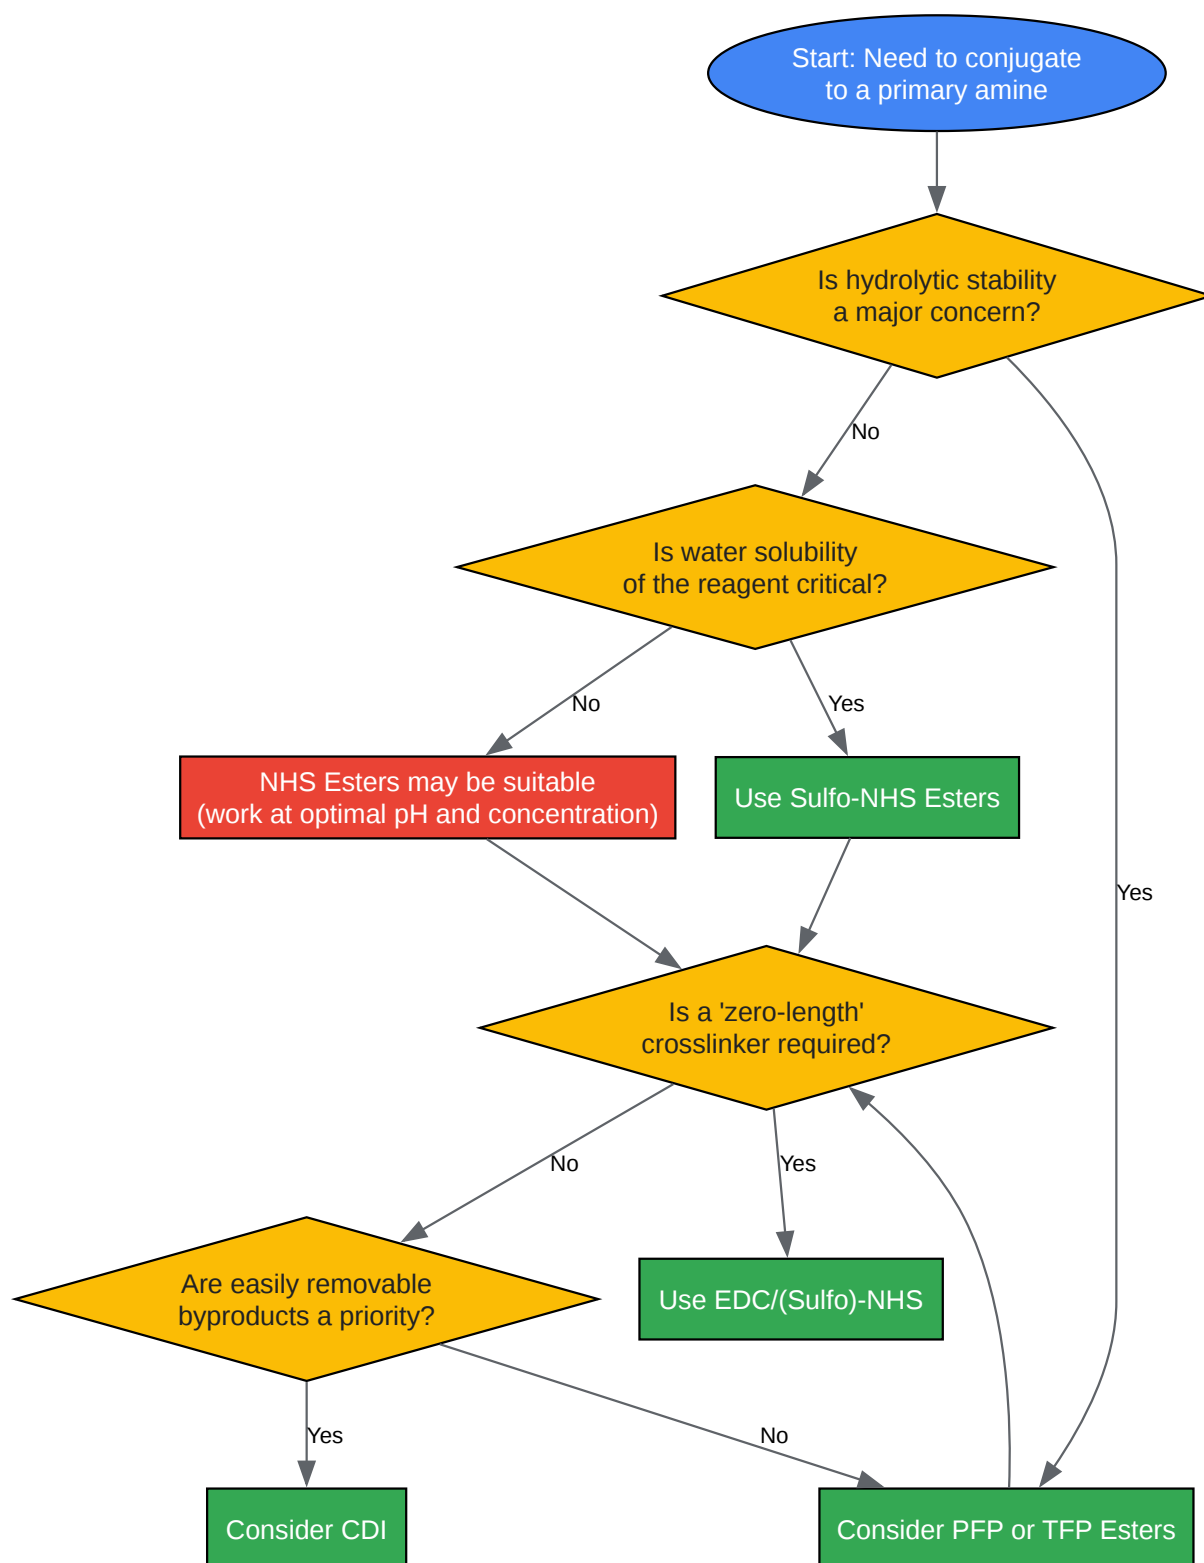 Start: Need to conjugate
to a primary amine
Is hydrolytic stability
a major concern?
No
Is water solubility
of the reagent critical?
No
Yes
NHS Esters may be suitable
(work at optimal pH and concentration)
Use Sulfo-NHS Esters
Yes
Is a 'zero-length'
crosslinker required?
No
Yes
Are easily removable
byproducts a priority?
Use EDC/(Sulfo)-NHS
Yes
No
Consider CDI
Consider PFP or TFP Esters